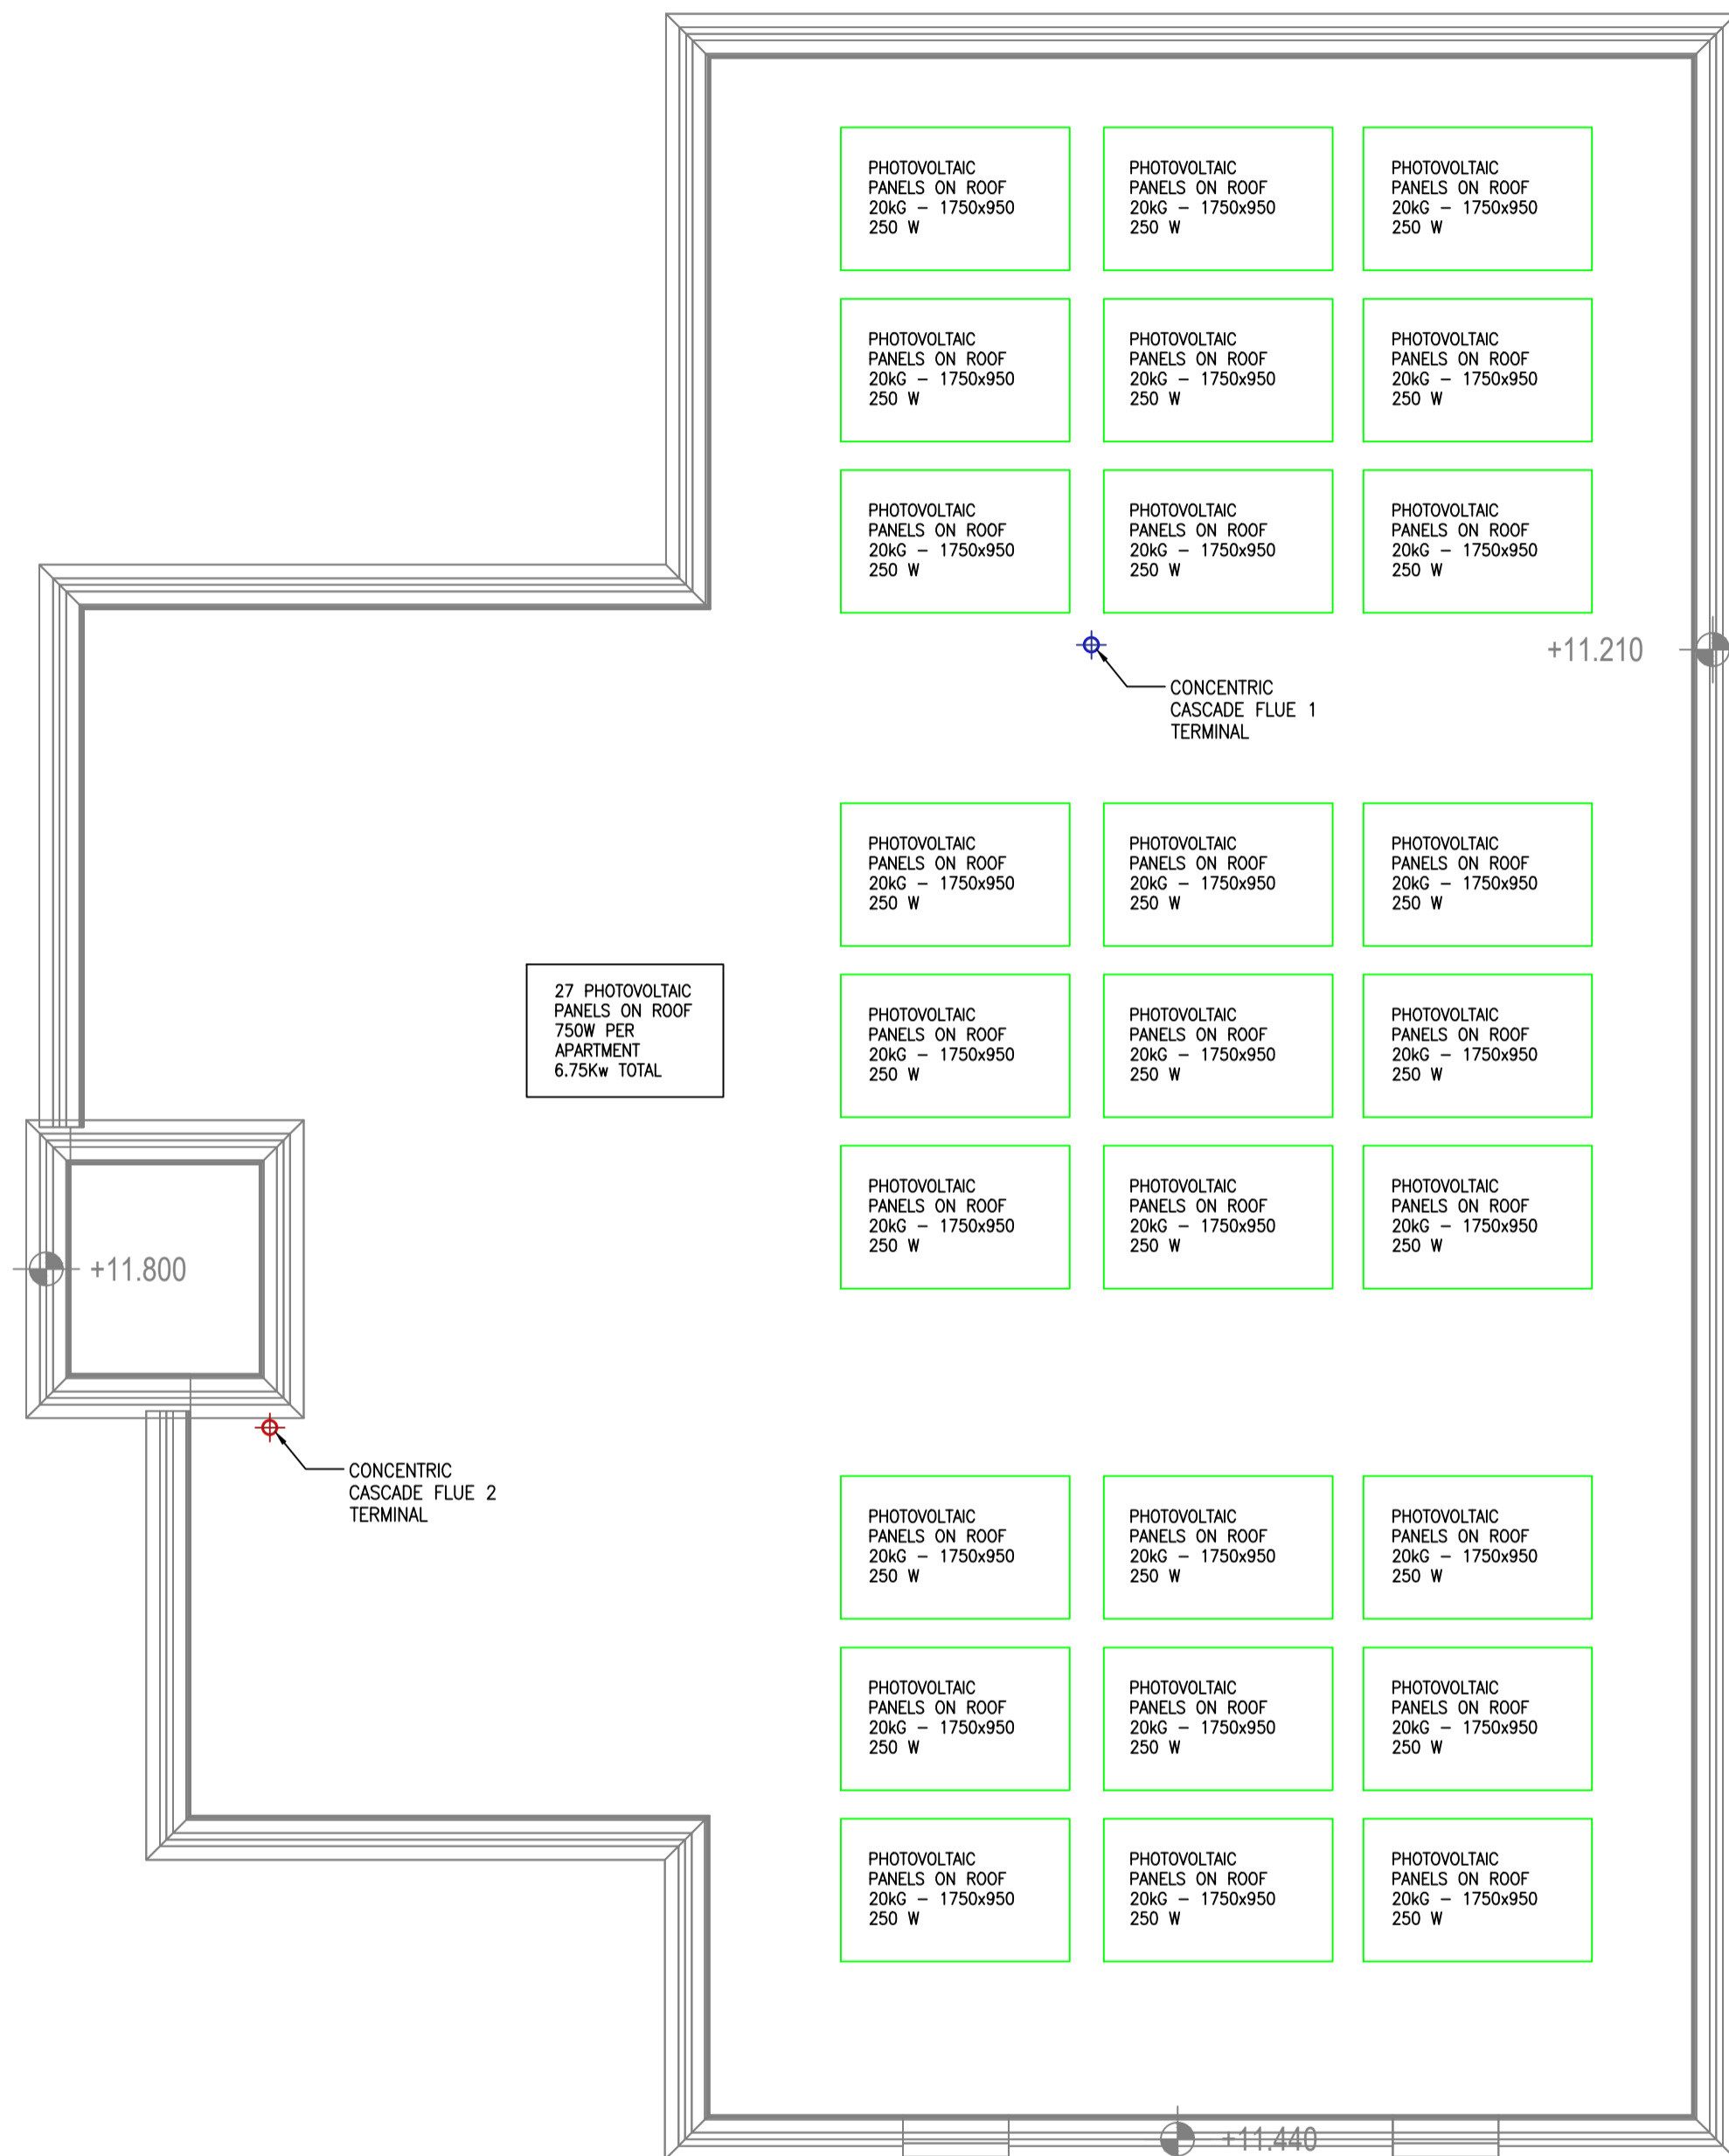 PHOTOVOLTAIC
PANELS ON ROOF
20kG - 1750x950
250 W
PHOTOVOLTAIC
PANELS ON ROOF
20kG - 1750x950
250 W
PHOTOVOLTAIC
PANELS ON ROOF
20kG - 1750x950
250 W
PHOTOVOLTAIC
PANELS ON ROOF
20kG - 1750x950
250 W
PHOTOVOLTAIC
PANELS ON ROOF
20kG - 1750x950
250 W
PHOTOVOLTAIC
PANELS ON ROOF
20kG - 1750x950
250 W
PHOTOVOLTAIC
PANELS ON ROOF
20kG - 1750x950
250 W
PHOTOVOLTAIC
PANELS ON ROOF
20kG - 1750x950
250 W
PHOTOVOLTAIC
PANELS ON ROOF
20kG - 1750x950
250 W
+11.210
CONCENTRIC
CASCADE FLUE 1
TERMINAL
PHOTOVOLTAIC
PANELS ON ROOF
20kG - 1750x950
250 W
PHOTOVOLTAIC
PANELS ON ROOF
20kG - 1750x950
250 W
PHOTOVOLTAIC
PANELS ON ROOF
20kG - 1750x950
250 W
27 PHOTOVOLTAIC
PANELS ON ROOF
750W PER
APARTMENT
6.75Kw TOTAL
PHOTOVOLTAIC
PANELS ON ROOF
20kG - 1750x950
250 W
PHOTOVOLTAIC
PANELS ON ROOF
20kG - 1750x950
250 W
PHOTOVOLTAIC
PANELS ON ROOF
20kG - 1750x950
250 W
PHOTOVOLTAIC
PANELS ON ROOF
20kG - 1750x950
250 W
PHOTOVOLTAIC
PANELS ON ROOF
20kG - 1750x950
250 W
PHOTOVOLTAIC
PANELS ON ROOF
20kG - 1750x950
250 W
+11.800
CONCENTRIC
CASCADE FLUE 2
TERMINAL
PHOTOVOLTAIC
PANELS ON ROOF
20kG - 1750x950
250 W
PHOTOVOLTAIC
PANELS ON ROOF
20kG - 1750x950
250 W
PHOTOVOLTAIC
PANELS ON ROOF
20kG - 1750x950
250 W
PHOTOVOLTAIC
PANELS ON ROOF
20kG - 1750x950
250 W
PHOTOVOLTAIC
PANELS ON ROOF
20kG - 1750x950
250 W
PHOTOVOLTAIC
PANELS ON ROOF
20kG - 1750x950
250 W
PHOTOVOLTAIC
PANELS ON ROOF
20kG - 1750x950
250 W
PHOTOVOLTAIC
PANELS ON ROOF
20kG - 1750x950
250 W
PHOTOVOLTAIC
PANELS ON ROOF
20kG - 1750x950
250 W
+11.440